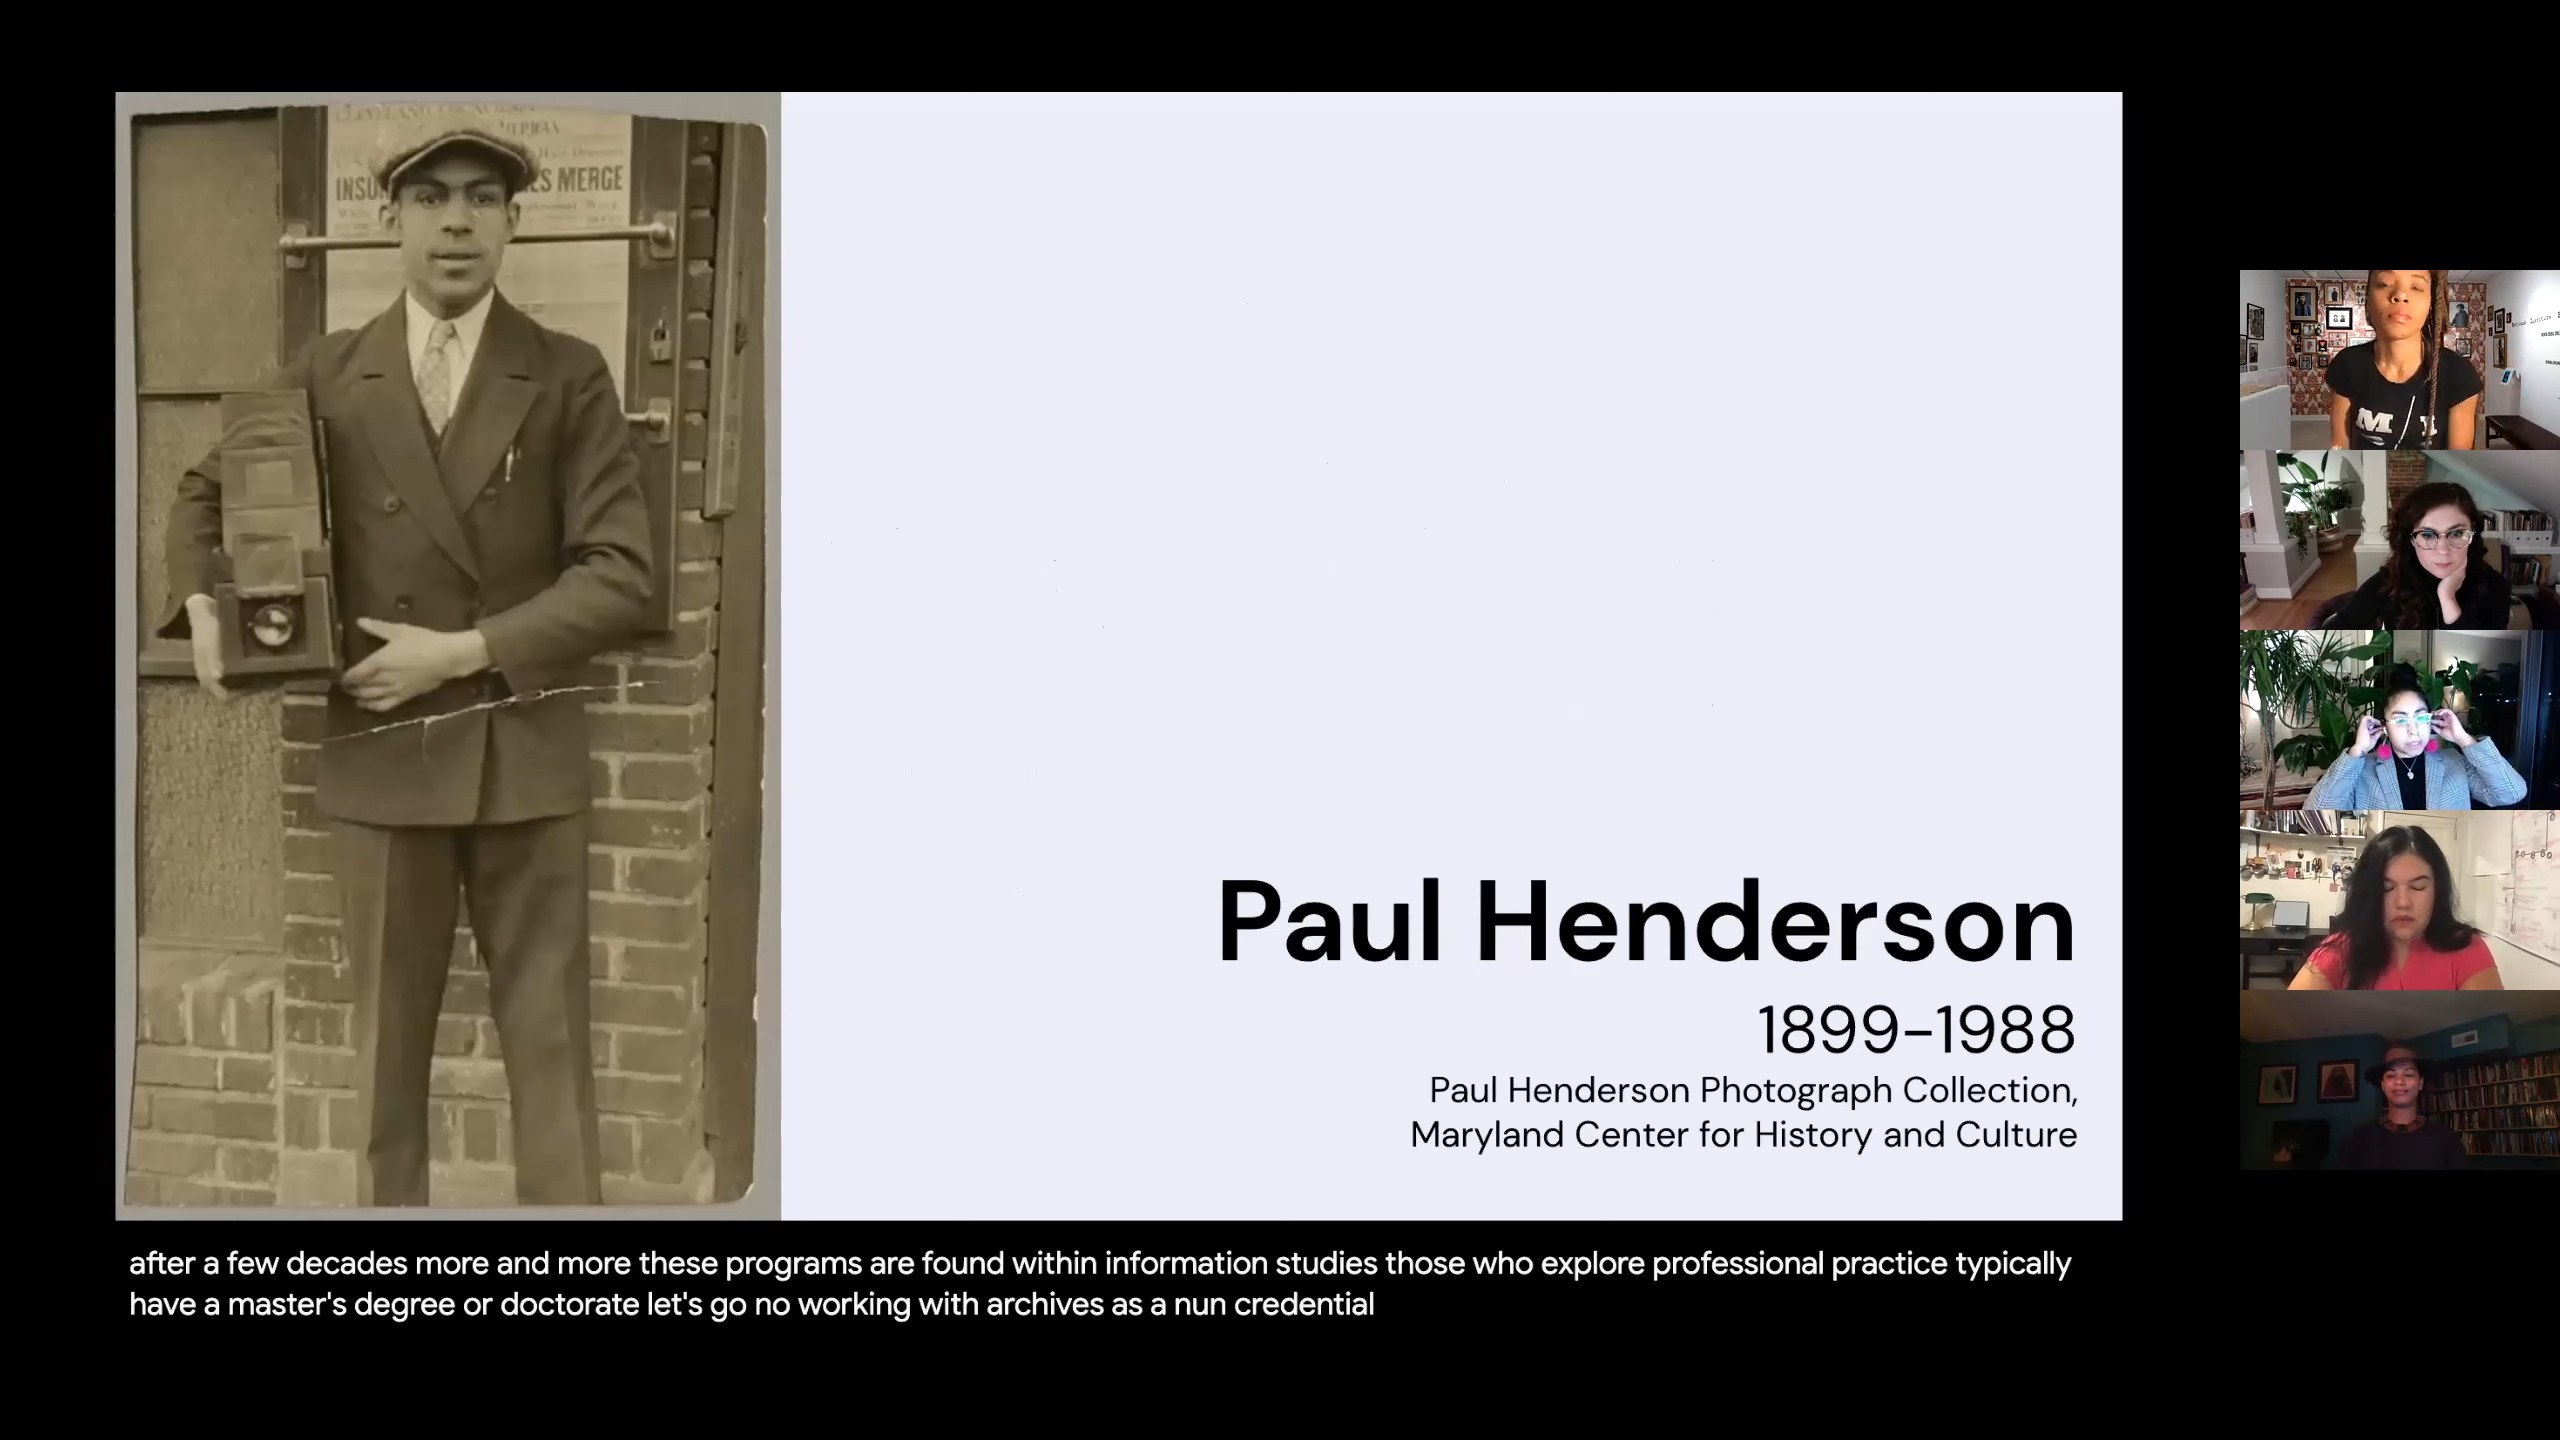 AMERICAN
INSU ES MERGE
Paul Henderson
1899-1988
Paul Henderson Photograph Collection,
Maryland Center for History and Culture
M I
after a few decades more and more these programs are found within information studies those who explore professional practice typically
have a master's degree or doctorate let's go no working with archives as a nun credential